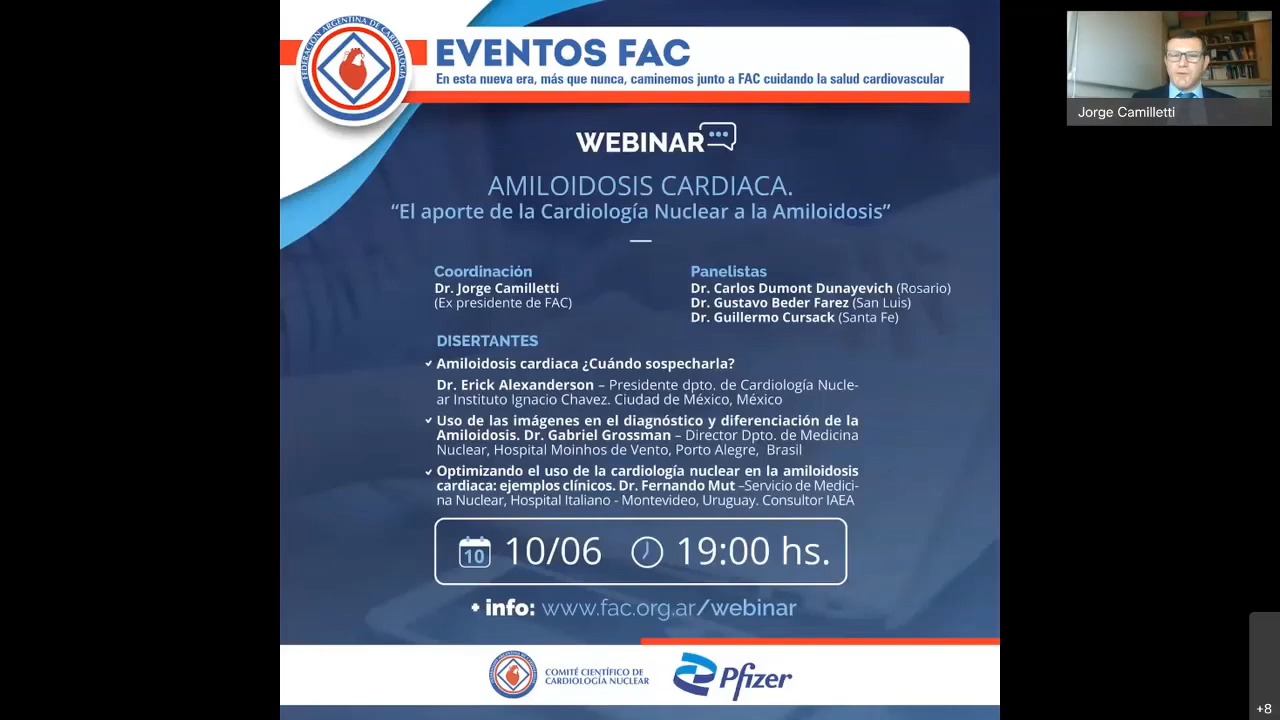 FEDERACIÓN ARGENTINA DE CARDIOLOGÍA
EVENTOS FAC
En esta nueva era, más que nunca, caminemos junto a FAC cuidando la salud cardiovascular
WEBINAR
AMILOIDOSIS CARDIACA.
“El aporte de la Cardiología Nuclear a la Amiloidosis”
Coordinación
Dr. Jorge Camilletti
(Ex presidente de FAC)
Panelistas
Dr. Carlos Dumont Dunayevich (Rosario)
Dr. Gustavo Beder Farez (San Luis)
Dr. Guillermo Cursack (Santa Fe)
DISERTANTES
Amiloidosis cardiaca ¿Cuándo sospecharla?
Dr. Erick Alexanderson – Presidente dpto. de Cardiología Nucle-
ar Instituto Ignacio Chavez. Ciudad de México, México
Uso de las imágenes en el diagnóstico y diferenciación de la
Amiloidosis. Dr. Gabriel Grossman – Director Dpto. de Medicina
Nuclear, Hospital Moinhos de Vento, Porto Alegre, Brasil
Optimizando el uso de la cardiología nuclear en la amiloidosis
cardiaca: ejemplos clínicos. Dr. Fernando Mut –Servicio de Medici-
na Nuclear, Hospital Italiano - Montevideo, Uruguay. Consultor IAEA
10
10/06
19:00 hs.
+ info: www.fac.org.ar/webinar
COMITÉ CIENTÍFICO DE
CARDIOLOGÍA NUCLEAR
Pfizer
Jorge Camilletti
+8